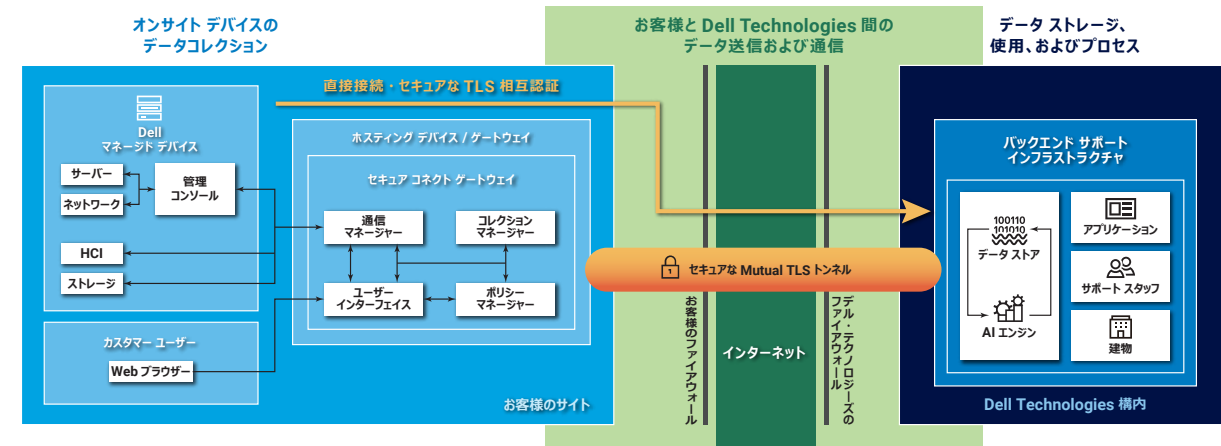 オンサイト デバイスの
データコレクション
お客様と Dell Technologies 間の
データ送信および通信
データ ストレージ、
使用、およびプロセス
直接接続・セキュアな TLS 相互認証
Dell
マネージド デバイス
サーバー
ネットワーク
管理
コンソール
HCI
ストレージ
カスタマー ユーザー
Web ブラウザー
ホスティング デバイス / ゲートウェイ
セキュア コネクト ゲートウェイ
通信
マネージャー
コレクション
マネージャー
ユーザー
インターフェイス
ポリシー
マネージャー
お客様のサイト
セキュアな Mutual TLS トンネル
お客様のファイアウォール
インターネット
デル・テクノロジーズの
ファイアウォール
バックエンド サポート
インフラストラクチャ
100110
101010
データ ストア
AI エンジン
アプリケーション
サポート スタッフ
建物
Dell Technologies 構内